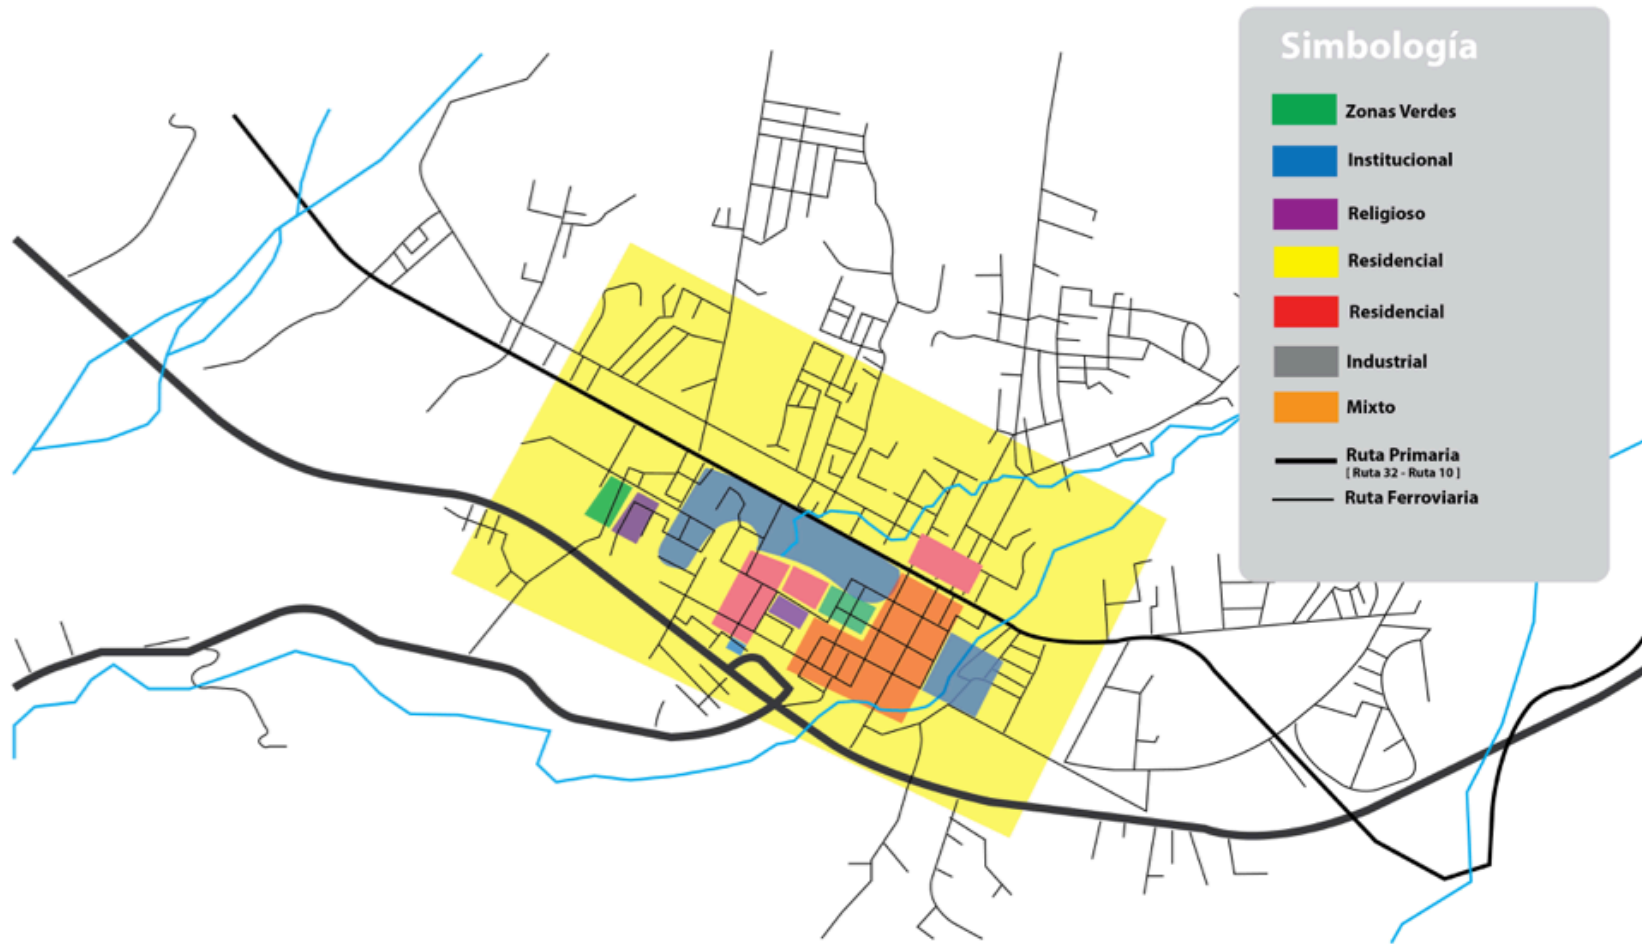 Simbología
Zonas Verdes
Institucional
Religioso
Residencial
Residencial
Industrial
Mixto
Ruta Primaria
[ Ruta 32 - Ruta 10 ]
Ruta Ferroviaria